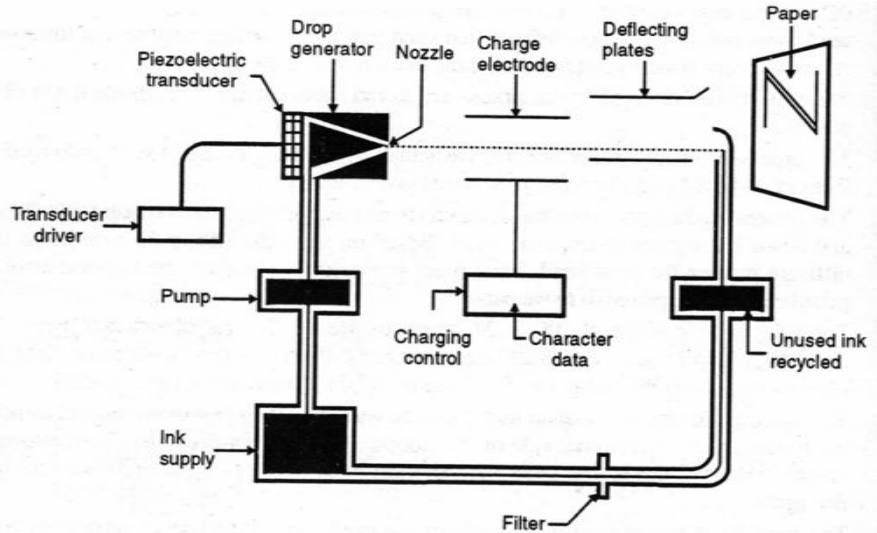 Paper
Drop
generator
Nozzle
Charge
electrode
Deflecting
plates
Piezoelectric
transducer
Transducer
driver
Pump
Charging
control
Character
data
Unused ink
recycled
Ink
supply
Filter